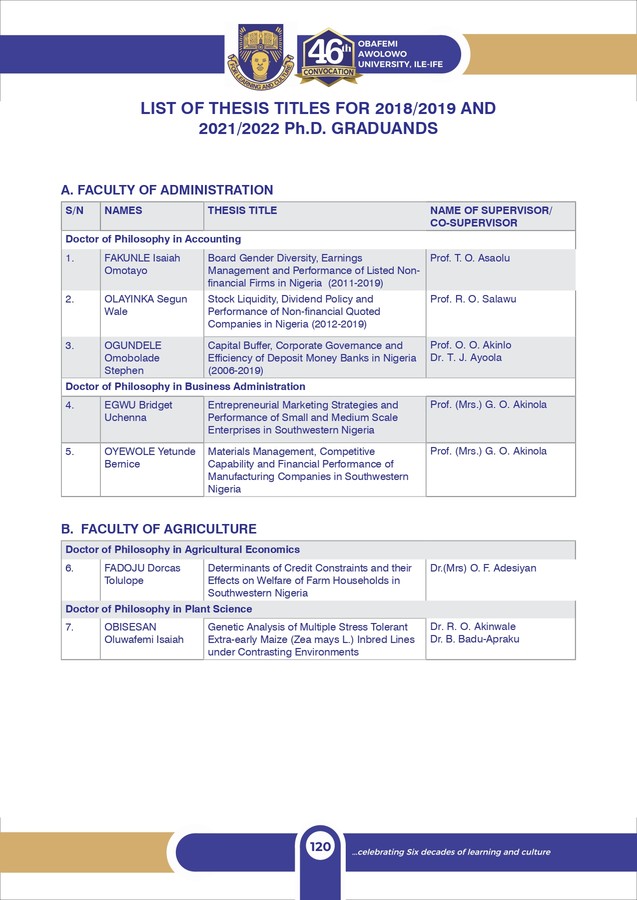 FOR LEARNING AND CULTURE
46th
CONVOCATION
OBAFEMI
AWOLOWO
UNIVERSITY, ILE-IFE
LIST OF THESIS TITLES FOR 2018/2019 AND
2021/2022 Ph.D. GRADUANDS
A. FACULTY OF ADMINISTRATION
S/N NAMES THESIS TITLE NAME OF SUPERVISOR/
CO-SUPERVISOR
Doctor of Philosophy in Accounting
1. FAKUNLE Isaiah Board Gender Diversity, Earnings Prof. T. O. Asaolu
Omotayo Management and Performance of Listed Non-
financial Firms in Nigeria (2011-2019)
2. OLAYINKA Segun Stock Liquidity, Dividend Policy and Prof. R. O. Salawu
Wale Performance of Non-financial Quoted
Companies in Nigeria (2012-2019)
3. OGUNDELE Capital Buffer, Corporate Governance and Prof. O. O. Akinlo
Omobolade Efficiency of Deposit Money Banks in Nigeria Dr. T. J. Ayoola
Stephen (2006-2019)
Doctor of Philosophy in Business Administration
4. EGWU Bridget Entrepreneurial Marketing Strategies and Prof. (Mrs.) G. O. Akinola
Uchenna Performance of Small and Medium Scale
Enterprises in Southwestern Nigeria
5. OYEWOLE Yetunde Materials Management, Competitive Prof. (Mrs.) G. O. Akinola
Bernice Capability and Financial Performance of
Manufacturing Companies in Southwestern
Nigeria
B. FACULTY OF AGRICULTURE
Doctor of Philosophy in Agricultural Economics
6. FADOJU Dorcas Determinants of Credit Constraints and their Dr.(Mrs) O. F. Adesiyan
Tolulope Effects on Welfare of Farm Households in
Southwestern Nigeria
Doctor of Philosophy in Plant Science
7. OBISESAN Genetic Analysis of Multiple Stress Tolerant Dr. R. O. Akinwale
Oluwafemi Isaiah Extra-early Maize (Zea mays L.) Inbred Lines Dr. B. Badu-Apraku
under Contrasting Environments
120
...celebrating Six decades of learning and culture